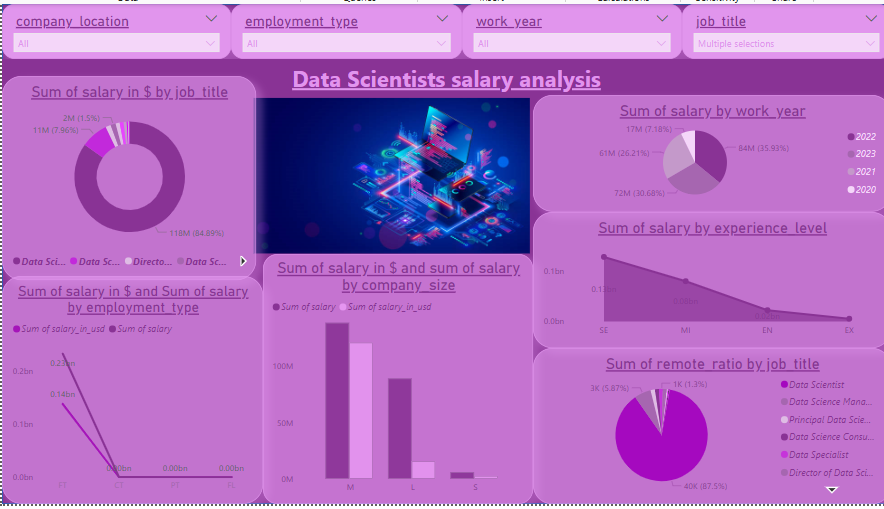 company_location
employment_type
work_year
job_title
All
All
All
Multiple selections
Data Scientists salary analysis
Sum of salary in $ by job_title
2M (1.5%)
11M (7.96%)
118M (84.89%)
Data Sci...
Data Sc...
Directo...
Data Sc...
Sum of salary by work_year
17M (7.18%)
61M (26.21%)
84M (35.93%)
72M (30.68%)
2022
2023
2021
2020
Sum of salary by experience_level
0.1bn
0.0bn
SE
MI
EN
EX
Sum of salary in $ and Sum of salary
by employment_type
Sum of salary_in_usd
Sum of salary
0.2bn
0.1bn
0.0bn
0.23bn
0.14bn
0.00bn
0.00bn
0.00bn
FT
CT
PT
FL
Sum of salary in $ and sum of salary
by company_size
Sum of salary
Sum of salary_in_usd
100M
50M
0M
M
L
S
Sum of remote_ratio by job_title
3K (5.87%)
1K (1.3%)
40K (87.5%)
Data Scientist
Data Science Mana...
Principal Data Scie...
Data Science Consu...
Data Specialist
Director of Data Sci...